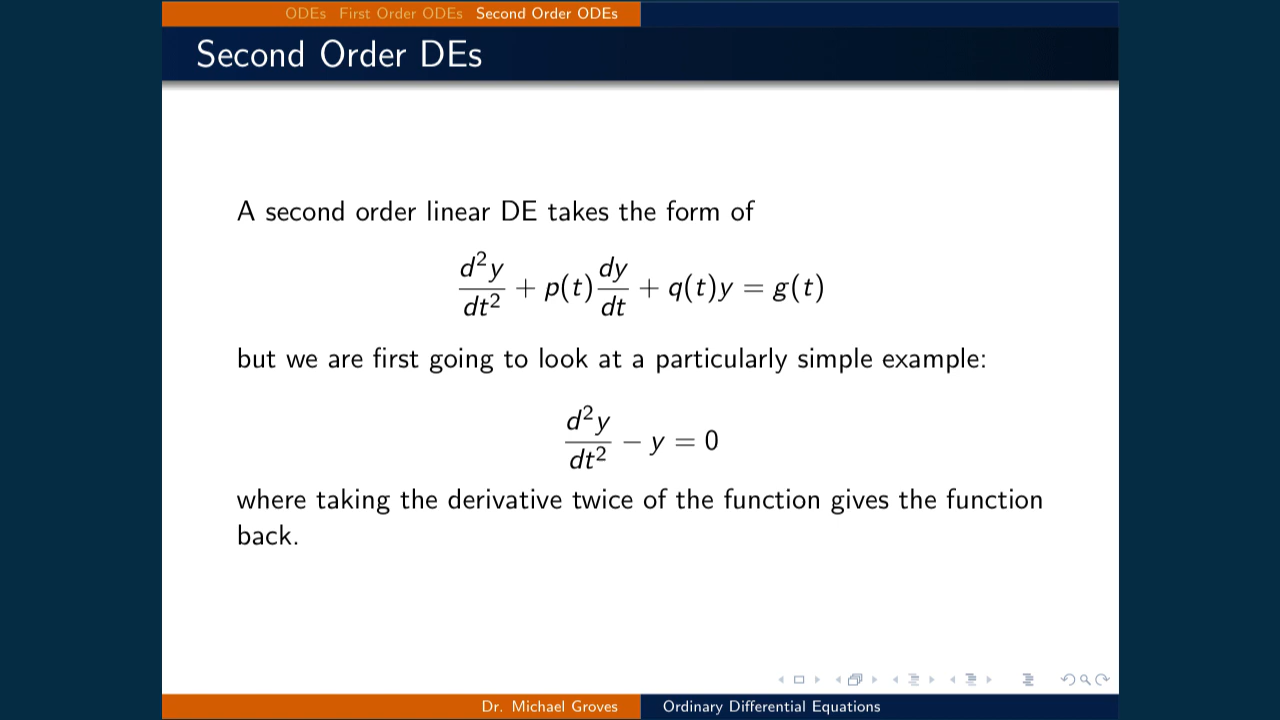 ODEs First Order ODEs Second Order ODEs
Second Order DEs
A second order linear DE takes the form of
d²y/dt² + p(t) dy/dt + q(t)y = g(t)
but we are first going to look at a particularly simple example:
d²y/dt² − y = 0
where taking the derivative twice of the function gives the function
back.
Dr. Michael Groves Ordinary Differential Equations